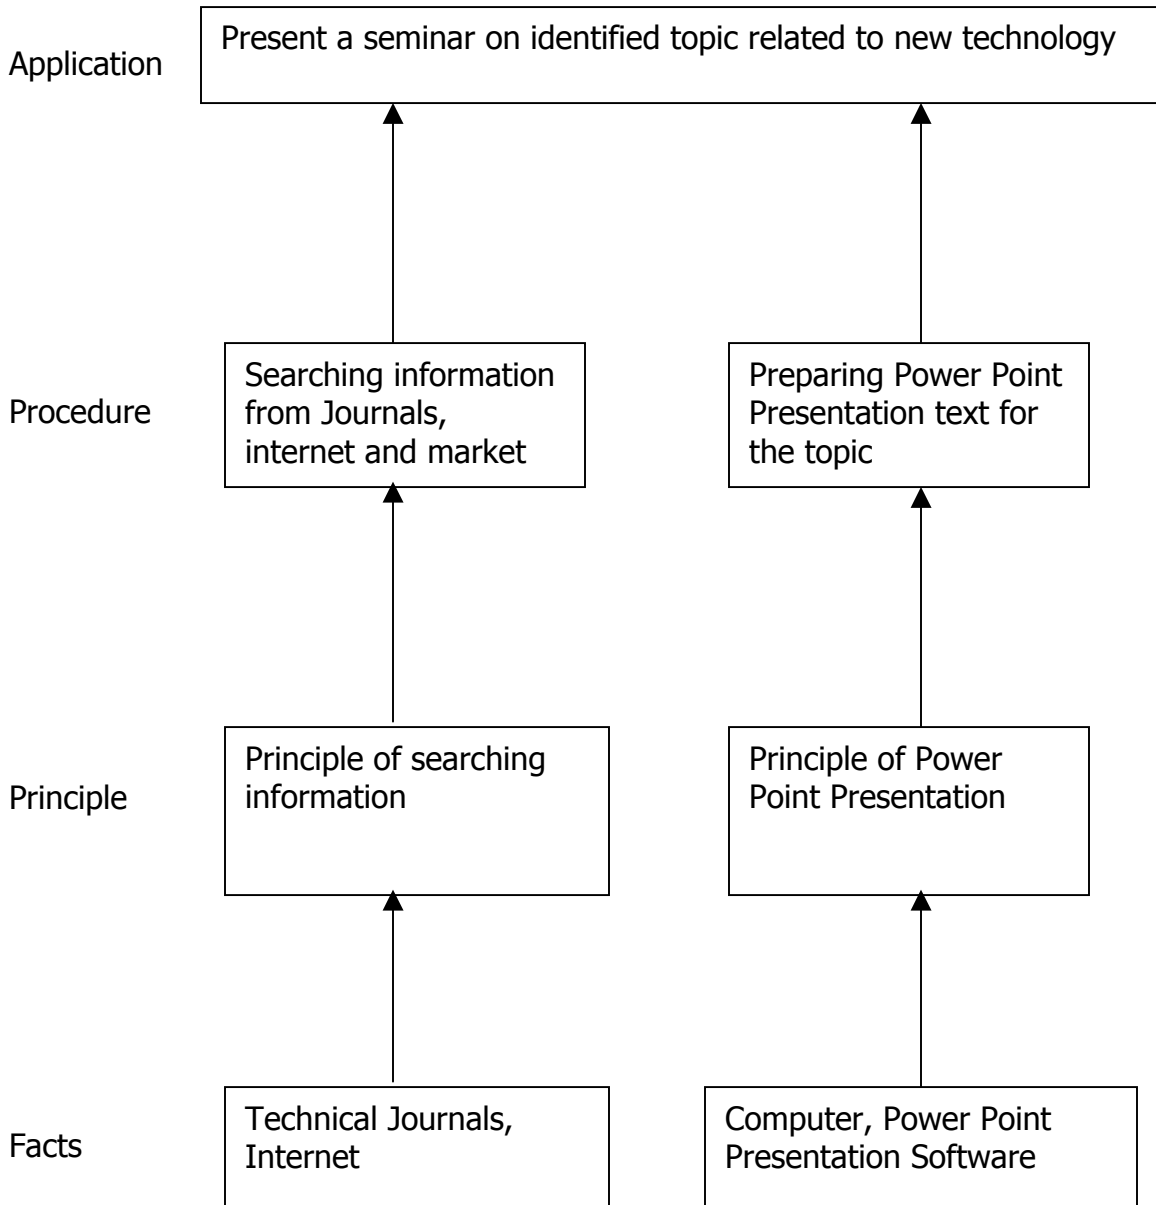 Application
Present a seminar on identified topic related to new technology
Procedure
Searching information
from Journals,
internet and market
Preparing Power Point
Presentation text for
the topic
Principle
Principle of searching
information
Principle of Power
Point Presentation
Facts
Technical Journals,
Internet
Computer, Power Point
Presentation Software